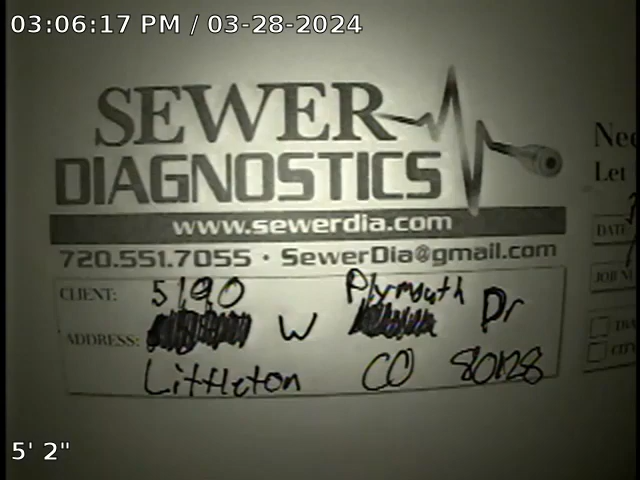 03:06:17 PM / 03-28-2024
SEWER
DIAGNOSTICS
www.sewerdia.com
720.551.7055 · SewerDia@gmail.com
CLIENT: 5190 Plymouth
ADDRESS: W Dr
Littleton CO 80128
Let
DATE
JOB
5' 2"